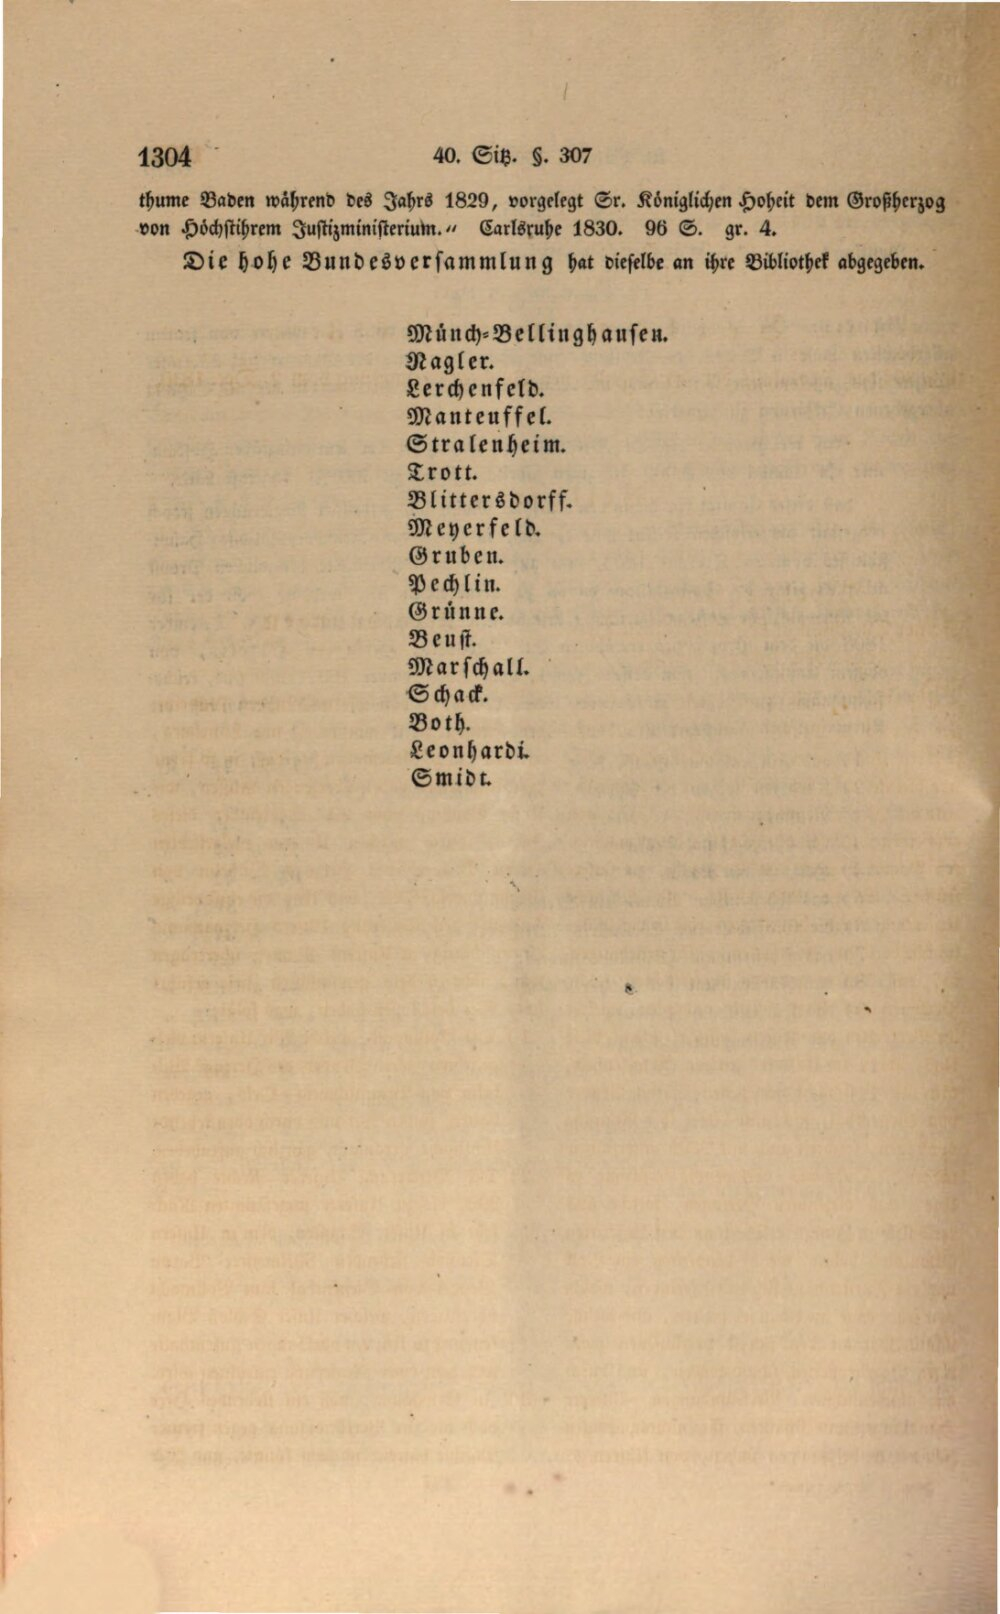 1304
40. Sitz. §. 307
thume Baden während des Jahrs 1829, vorgelegt Sr. Königlichen Hoheit dem Großherzog
von Höchstihrem Justizministerium.“ Carlsruhe 1830. 96 S. gr. 4.
Die hohe Bundesversammlung hat dieselbe an ihre Bibliothek abgegeben.
Münch-Bellinghausen.
Nagler.
Lerchenfeld.
Manteuffel.
Stralenheim.
Trott.
Blittersdorff.
Meyerfeld.
Gruben.
Pechlin.
Grünne.
Beust.
Marschall.
Schack.
Both.
Leonhardi.
Smidt.